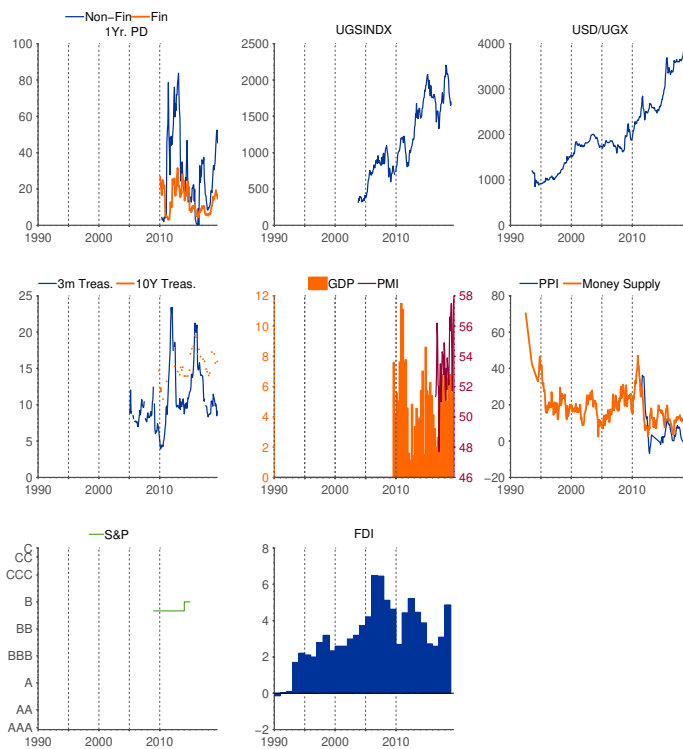 Non−Fin Fin
1Yr. PD
100
80
60
40
20
0
1990 2000 2010
UGSINDX
2500
2000
1500
1000
500
0
1990 2000 2010
USD/UGX
4000
3000
2000
1000
0
1990 2000 2010
3m Treas. 10Y Treas.
25
20
15
10
5
0
1990 2000 2010
GDP PMI
12
10
8
6
4
2
0
58
56
54
52
50
48
46
1990 2000 2010
PPI Money Supply
80
60
40
20
0
−20
1990 2000 2010
S&P
C
CC
CCC
B
BB
BBB
A
AA
AAA
1990 2000 2010
FDI
8
6
4
2
0
−2
1990 2000 2010